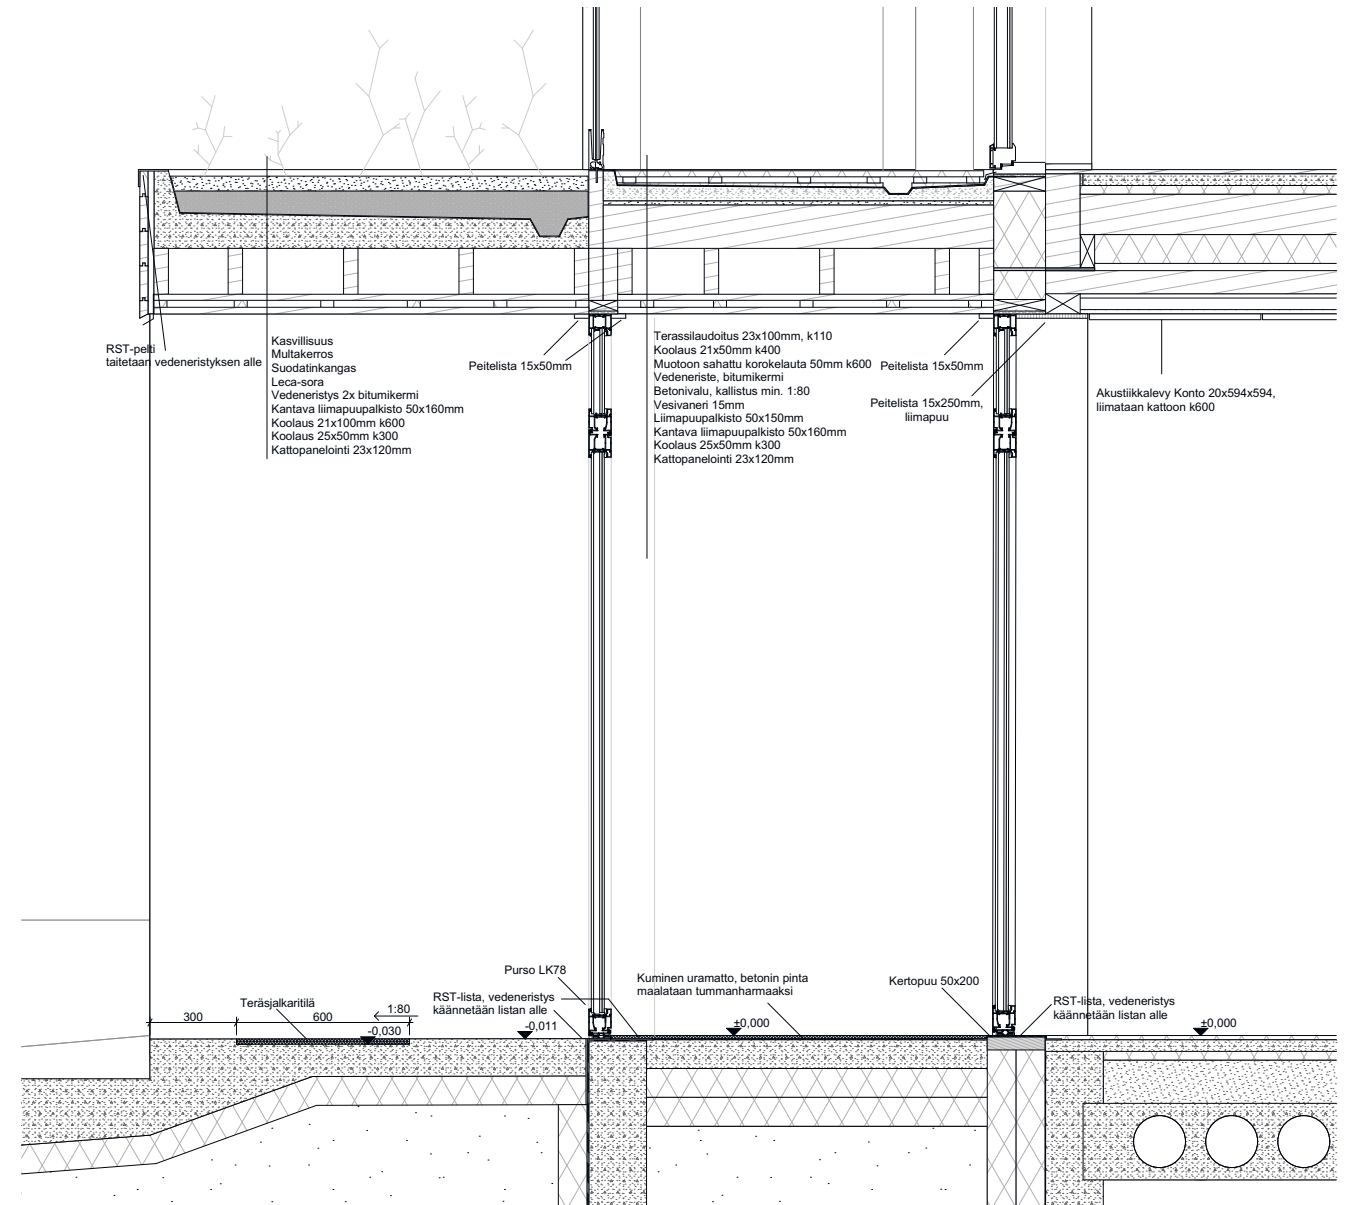 RST-pelti
taitetaan vedeneristyksen alle
Kasvillisuus
Multakerros
Suodatinkangas
Leca-sora
Vedeneristys 2x bitumikermi
Kantava liimapuupalkisto 50x160mm
Koolaus 21x100mm k600
Koolaus 25x50mm k300
Kattopanelointi 23x120mm
Peitelista 15x50mm
Terassilaudoitus 23x100mm, k110
Koolaus 21x50mm k400
Muotoon sahattu korokelauta 50mm k600
Vedeneriste, bitumikermi
Betonivalu, kallistus min. 1:80
Vesivaneri 15mm
Liimapuupalkisto 50x150mm
Kantava liimapuupalkisto 50x160mm
Koolaus 25x50mm k300
Kattopanelointi 23x120mm
Peitelista 15x50mm
Peitelista 15x250mm,
liimapuu
Akustiikkalevy Konto 20x594x594,
liimataan kattoon k600
Purso LK78
RST-lista, vedeneristys
käännetään listan alle
Kuminen uramatto, betonin pinta
maalataan tummanharmaaksi
Kertopuu 50x200
RST-lista, vedeneristys
käännetään listan alle
Teräsjalkaritilä
300
600
1:80
-0,030
-0,011
±0,000
±0,000